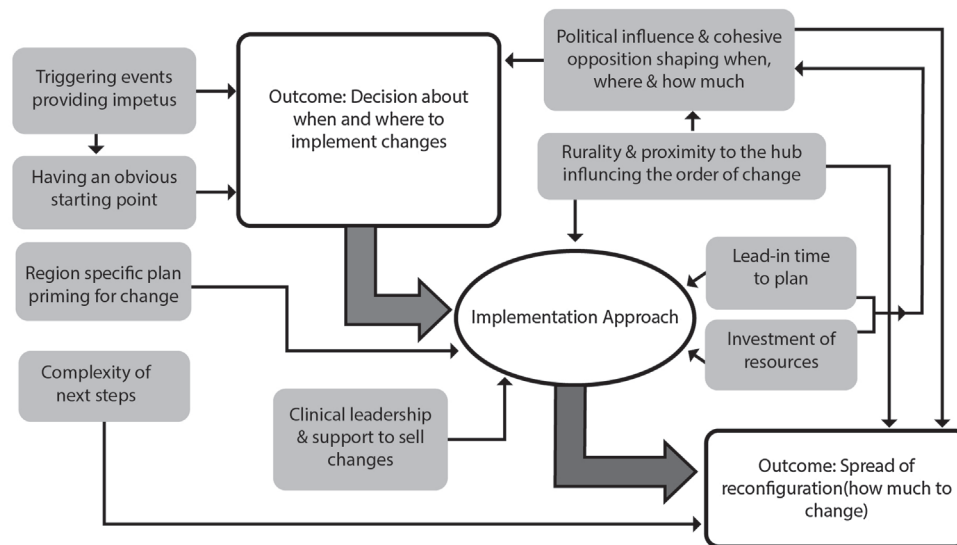 Triggering events
providing impetus
Having an obvious
starting point
Region specific plan
priming for change
Complexity of
next steps
Outcome: Decision about
when and where to
implement changes
Political influence & cohesive
opposition shaping when,
where & how much
Rurality & proximity to the hub
influncing the order of change
Implementation Approach
Lead-in time
to plan
Investment of
resources
Clinical leadership
& support to sell
changes
Outcome: Spread of
reconfiguration(how much to
change)